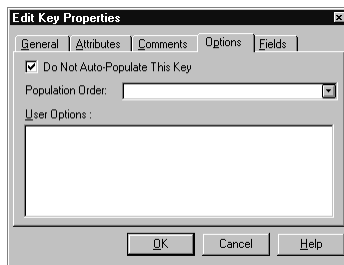 Edit Key Properties
General Attributes Comments Options Fields
Do Not Auto-Populate This Key
Population Order:
User Options :
OK Cancel Help